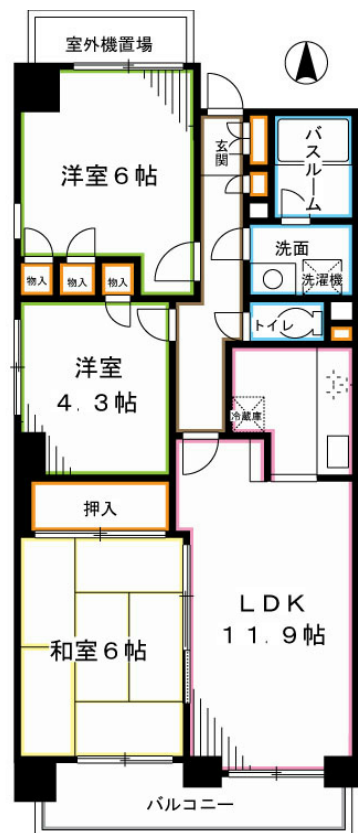 室外機置場
洋室6帖
玄関
バスルーム
物入
物入
物入
洗面
洗濯機
トイレ
洋室
4.3帖
冷蔵庫
押入
和室6帖
LDK
11.9帖
バルコニー